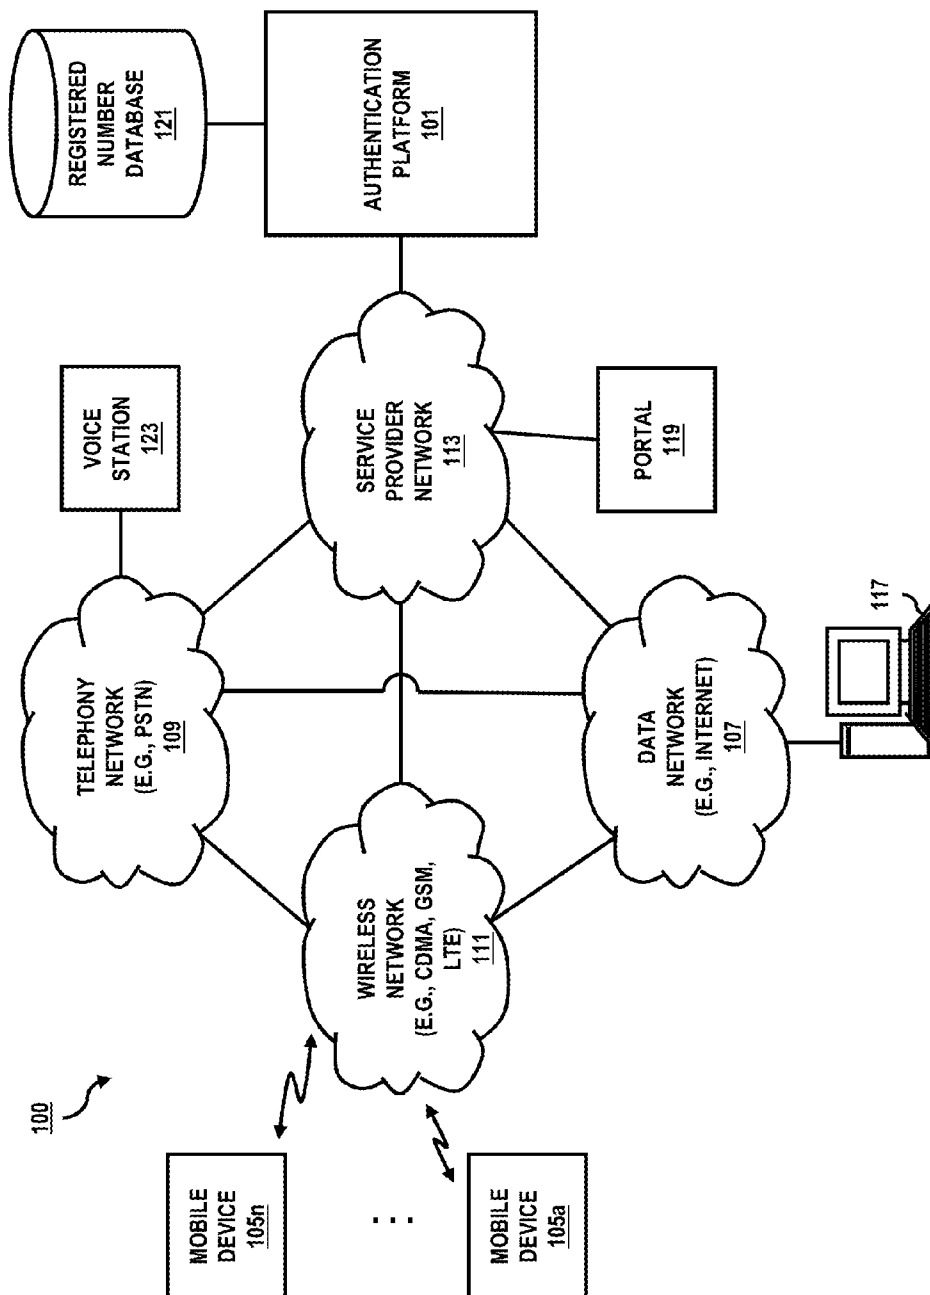 100
MOBILE
DEVICE
105n
. . .
MOBILE
DEVICE
105a
WIRELESS
NETWORK
(E.G., CDMA, GSM,
LTE)
111
TELEPHONY
NETWORK
(E.G., PSTN)
109
DATA
NETWORK
(E.G., INTERNET)
107
117
VOICE
STATION
123
SERVICE
PROVIDER
NETWORK
113
PORTAL
119
REGISTERED
NUMBER
DATABASE
121
AUTHENTICATION
PLATFORM
101